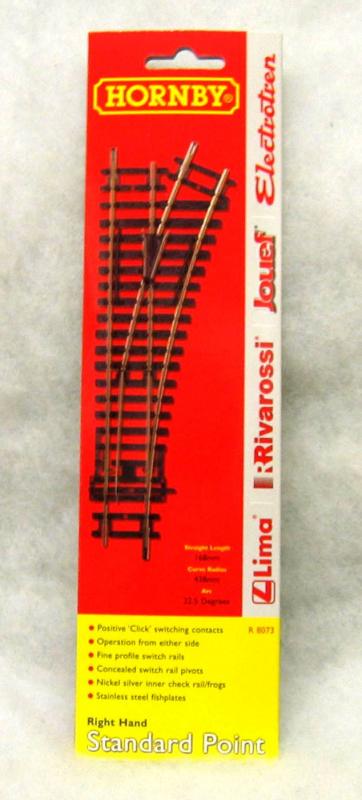 HORNBY®
Electrotren
Jouef
Rivarossi
Lima
Straight Length
168mm
Curve Radius
438mm
Arc
22.5 Degrees
R 8073
• Positive 'Click' switching contacts
• Operation from either side
• Fine profile switch rails
• Concealed switch rail pivots
• Nickel silver inner check rail/frogs
• Stainless steel fishplates
Right Hand
Standard Point